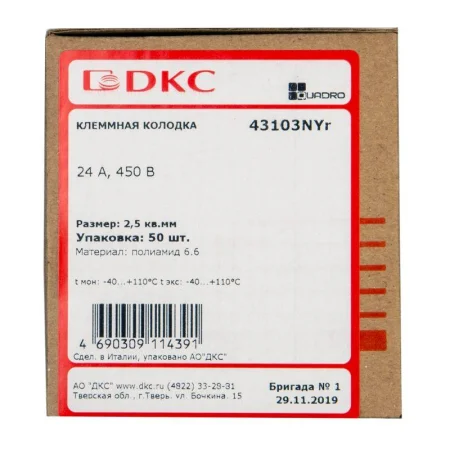 DKC
QUADRO
КЛЕММНАЯ КОЛОДКА 43103NYr
24 А, 450 В
Размер: 2,5 кв.мм
Упаковка: 50 шт.
Материал: полиамид 6.6
t мон: -40...+110°C t экс: -40...+110°C
4 690309 114391
Сдел. в Италии, упаковано АО"ДКС"
АО "ДКС" www.dkc.ru (4822) 33-28-81
Тверская обл., г.Тверь ул. Бочкина. 15
Бригада № 1
29.11.2019